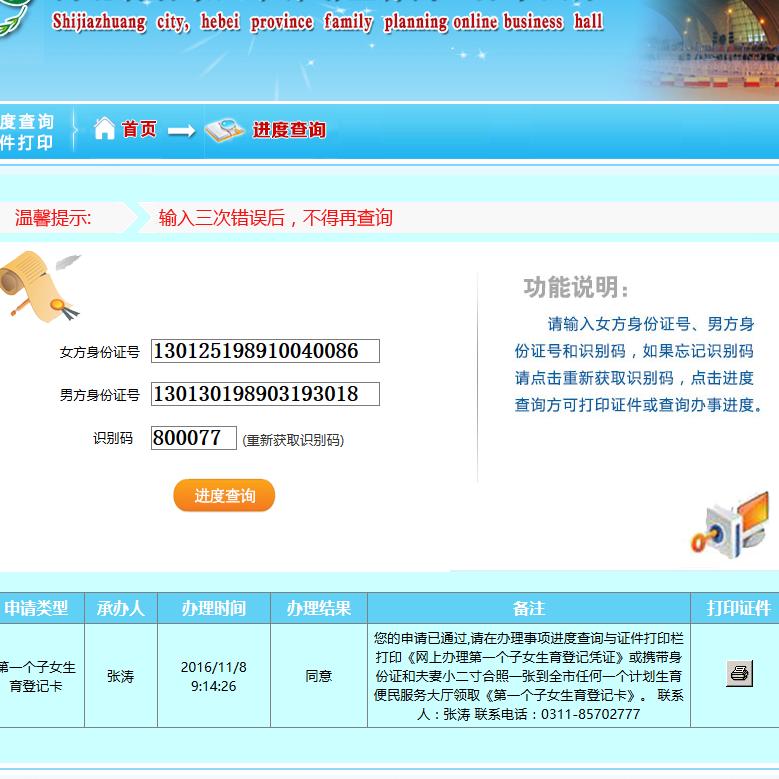 Shijiazhuang city, hebei province family planning online business hall
度查询
件打印
首页
进度查询
温馨提示:
输入三次错误后，不得再查询
功能说明：
请输入女方身份证号、男方身
份证号和识别码，如果忘记识别码
请点击重新获取识别码，点击进度
查询方可打印证件或查询办事进度。
女方身份证号 130125198910040086
男方身份证号 130130198903193018
识别码 800077 (重新获取识别码)
进度查询
申请类型 承办人 办理时间 办理结果 备注 打印证件
第一个子女生
育登记卡
张涛
2016/11/8
9:14:26
同意
您的申请已通过,请在办理事项进度查询与证件打印栏
打印《网上办理第一个子女生育登记凭证》或携带身
份证和夫妻小二寸合照一张到全市任何一个计划生育
便民服务大厅领取《第一个子女生育登记卡》。 联系
人：张涛 联系电话：0311-85702777